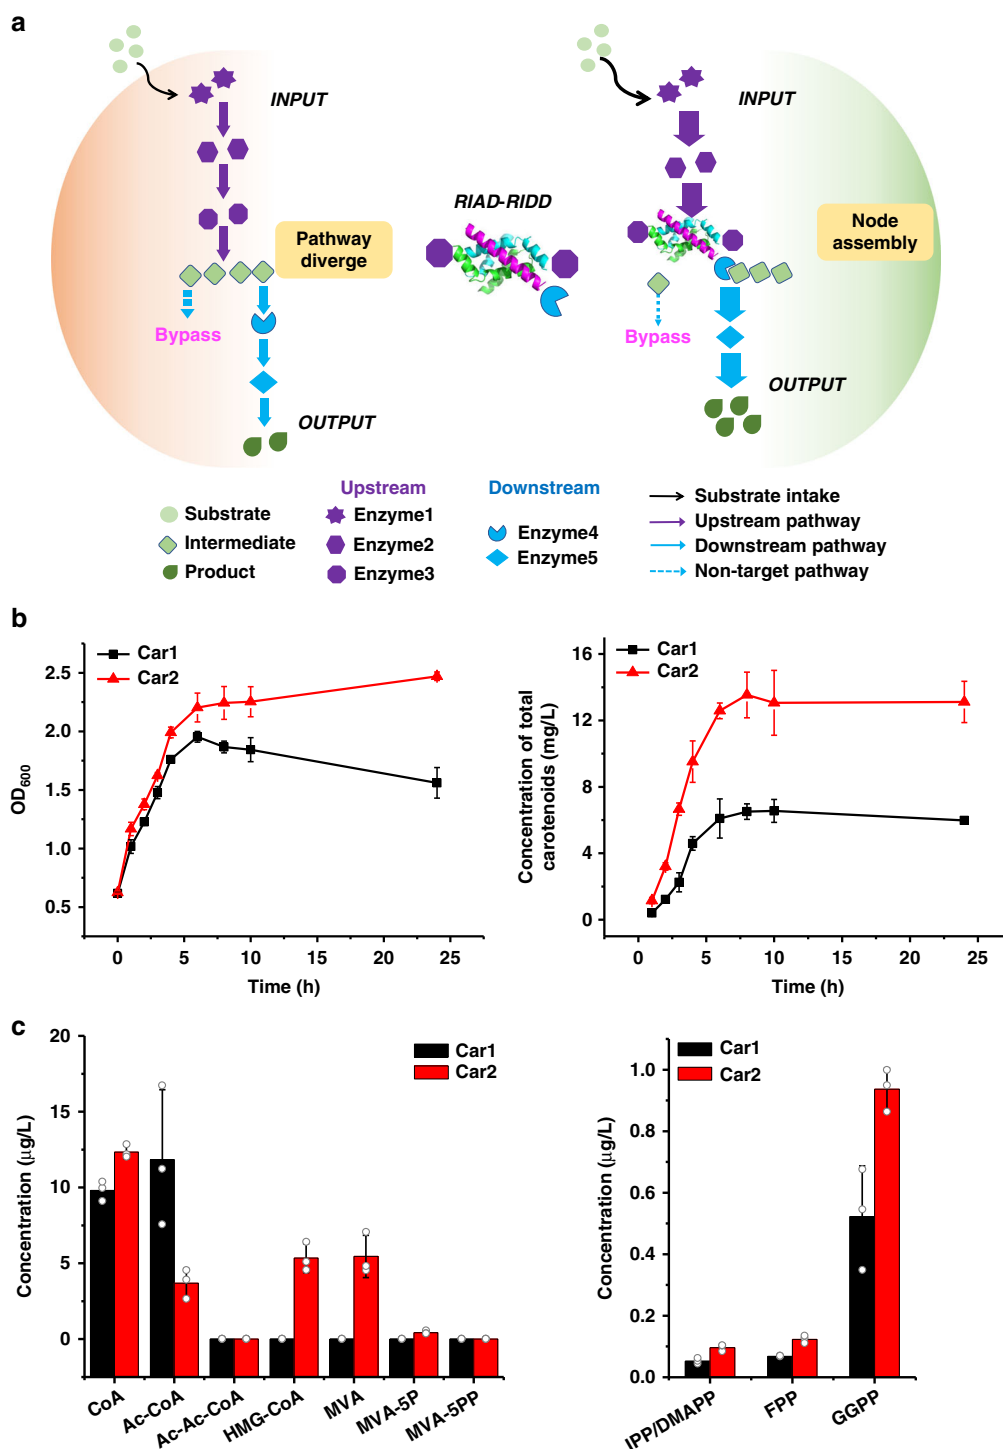 a
INPUT
Pathway
diverge
Bypass
OUTPUT
RIAD-RIDD
INPUT
Node
assembly
Bypass
OUTPUT
Substrate
Intermediate
Product
Upstream
Enzyme1
Enzyme2
Enzyme3
Downstream
Enzyme4
Enzyme5
Substrate intake
Upstream pathway
Downstream pathway
Non-target pathway
b
Car1
Car2
2.5
2.0
1.5
1.0
0.5
OD600
0 5 10 15 20 25
Time (h)
Car1
Car2
16
12
8
4
0
Concentration of total
carotenoids (mg/L)
0 5 10 15 20 25
Time (h)
c
Car1
Car2
20
15
10
5
0
Concentration (μg/L)
CoA
Ac-CoA
Ac-Ac-CoA
HMG-CoA
MVA
MVA-5P
MVA-5PP
Car1
Car2
1.0
0.8
0.6
0.4
0.2
0.0
Concentration (μg/L)
IPP/DMAPP
FPP
GGPP